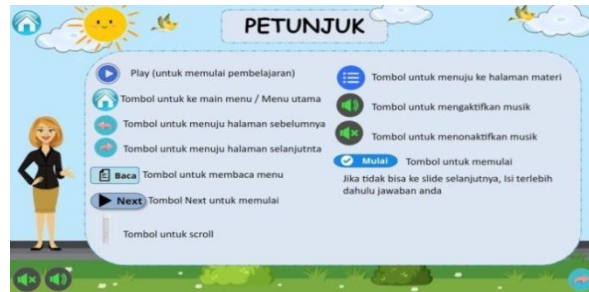 PETUNJUK
Play (untuk memulai pembelajaran)
Tombol untuk ke main menu / Menu utama
Tombol untuk menuju halaman sebelumnya
Tombol untuk menuju halaman selanjutnta
Baca Tombol untuk membaca menu
Next Tombol Next untuk memulai
Tombol untuk scroll
Tombol untuk menuju ke halaman materi
Tombol untuk mengaktifkan musik
Tombol untuk menonaktifkan musik
Mulai Tombol untuk memulai
Jika tidak bisa ke slide selanjutnya, Isi terlebih
dahulu jawaban anda